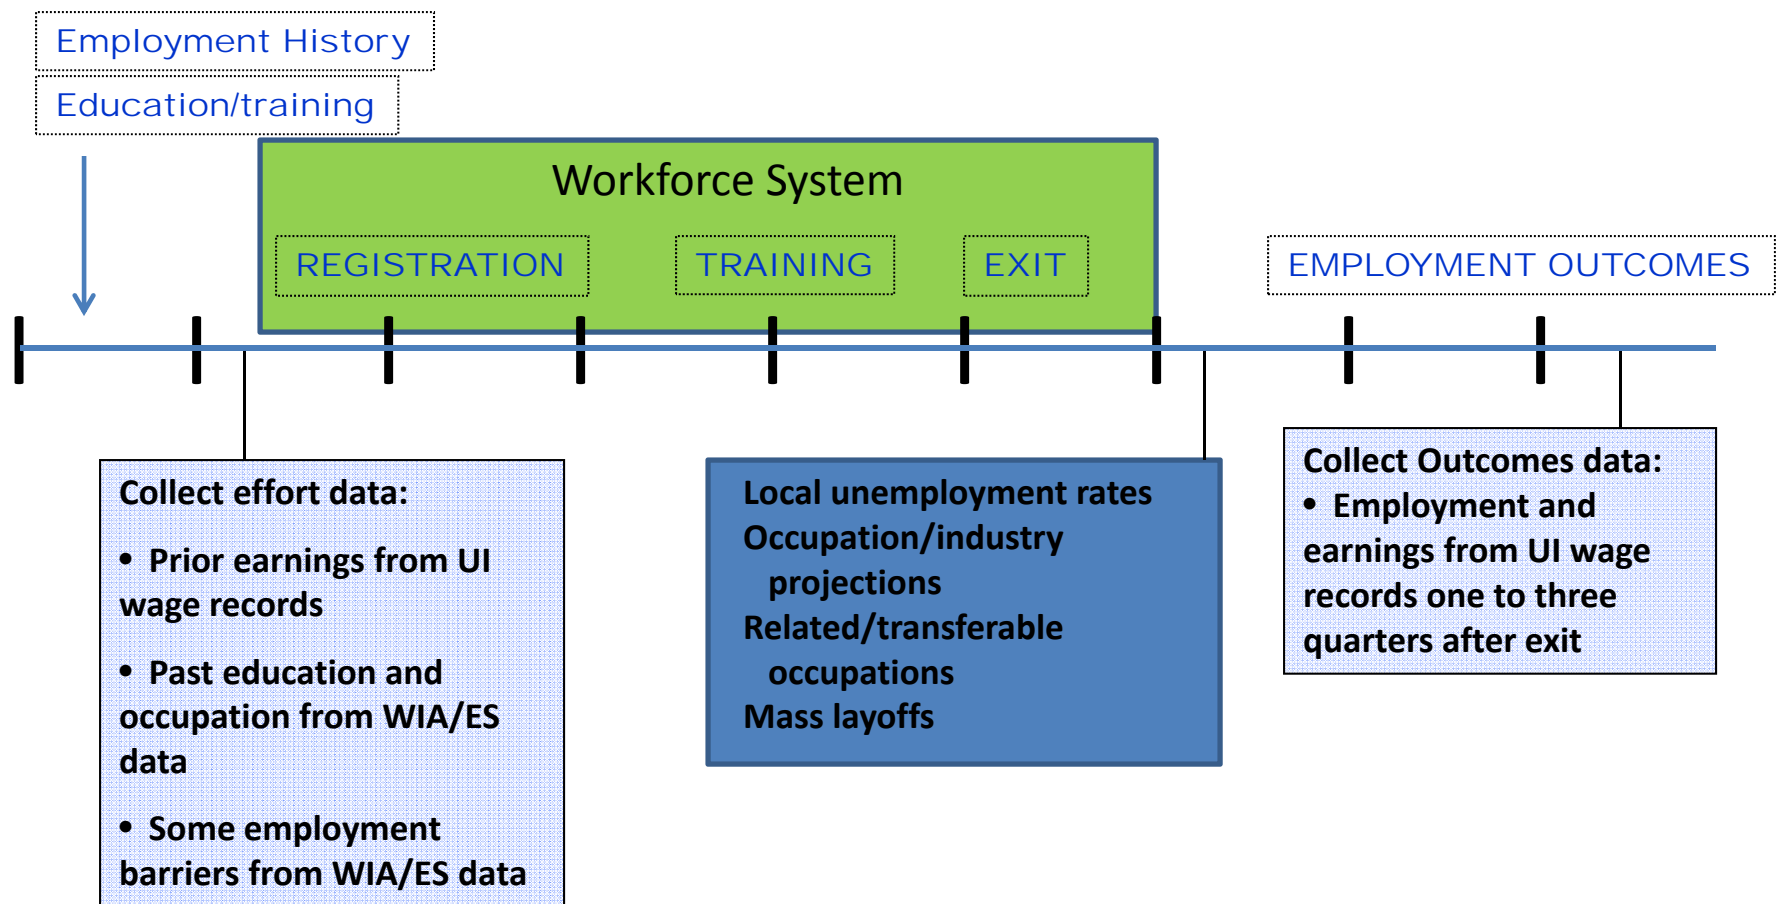 Employment History
Education/training
Workforce System
REGISTRATION
TRAINING
EXIT
EMPLOYMENT OUTCOMES
Collect effort data:
• Prior earnings from UI
wage records
• Past education and
occupation from WIA/ES
data
• Some employment
barriers from WIA/ES data
Local unemployment rates
Occupation/industry
projections
Related/transferable
occupations
Mass layoffs
Collect Outcomes data:
• Employment and
earnings from UI wage
records one to three
quarters after exit